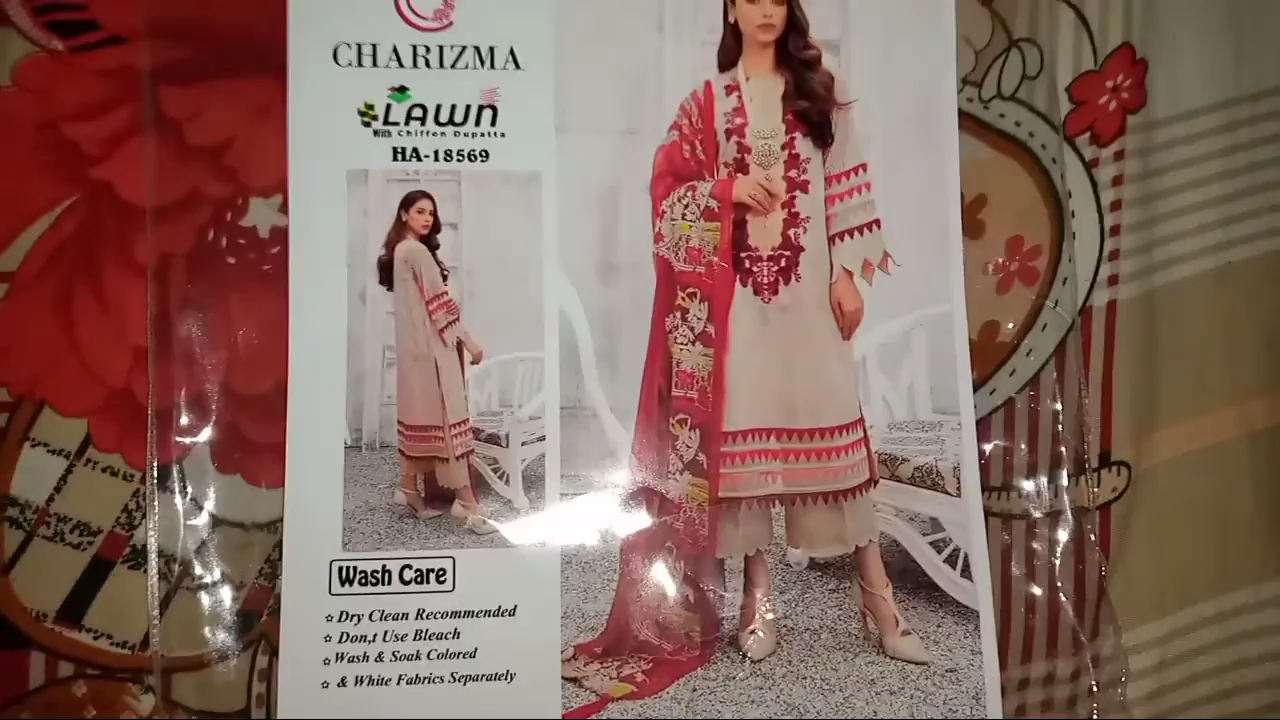 CHARIZMA
LAWN
With Chiffon Dupatta
HA-18569
Wash Care
Dry Clean Recommended
Don,t Use Bleach
Wash & Soak Colored
& White Fabrics Separately